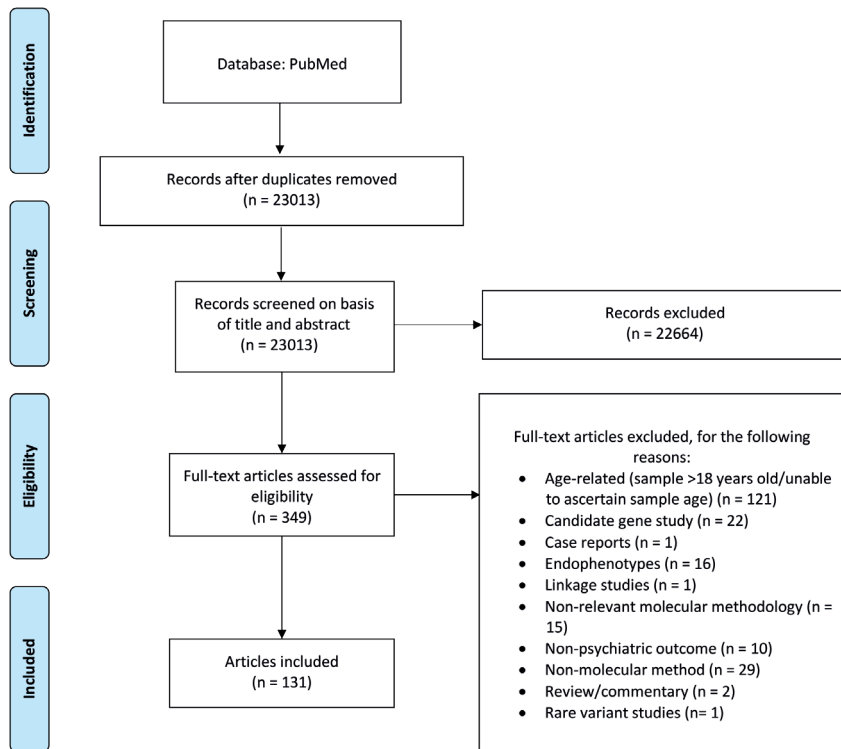 Identification
Database: PubMed
Records after duplicates removed
(n = 23013)
Screening
Records screened on basis
of title and abstract
(n = 23013)
Records excluded
(n = 22664)
Eligibility
Full-text articles assessed for
eligibility
(n = 349)
Full-text articles excluded, for the following
reasons:
• Age-related (sample >18 years old/unable
to ascertain sample age) (n = 121)
• Candidate gene study (n = 22)
• Case reports (n = 1)
• Endophenotypes (n = 16)
• Linkage studies (n = 1)
• Non-relevant molecular methodology (n =
15)
• Non-psychiatric outcome (n = 10)
• Non-molecular method (n = 29)
• Review/commentary (n = 2)
• Rare variant studies (n= 1)
Included
Articles included
(n = 131)